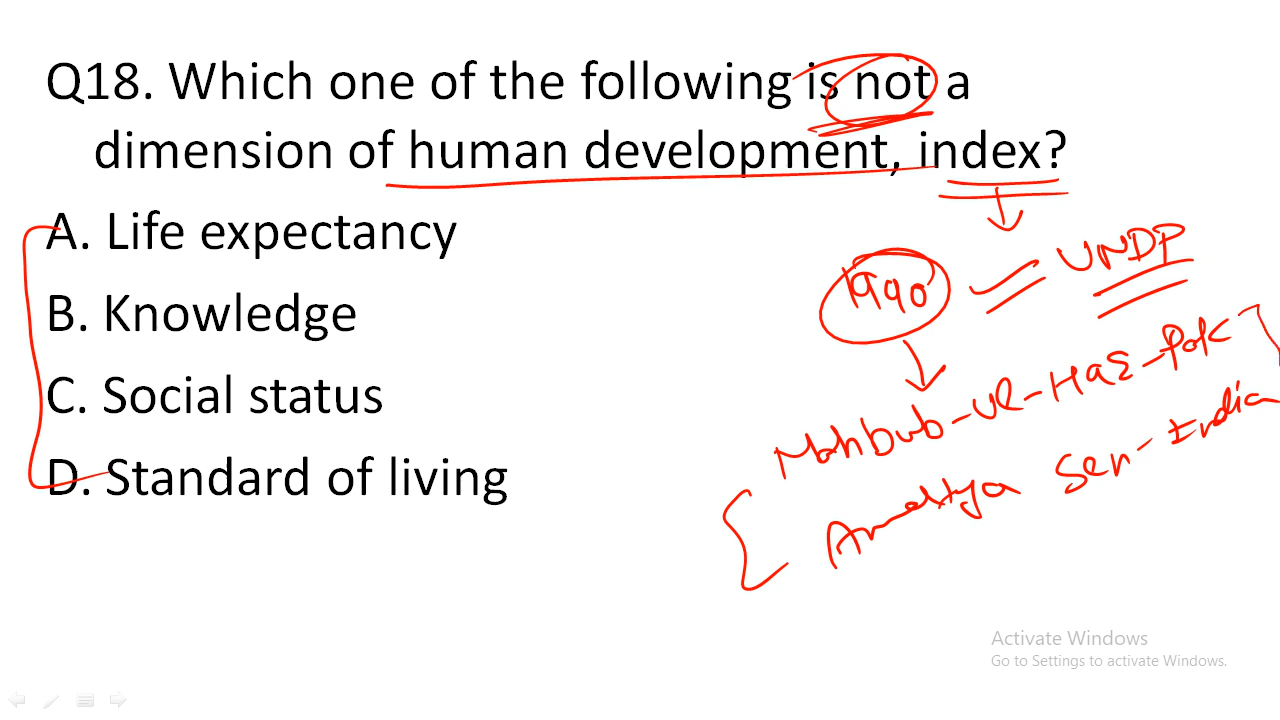 Q18. Which one of the following is not a
dimension of human development, index?
A. Life expectancy
B. Knowledge
C. Social status
D. Standard of living
1990
UNDP
Mahbub-ul-Haq-Pak
Amartya Sen-India
Activate Windows
Go to Settings to activate Windows.